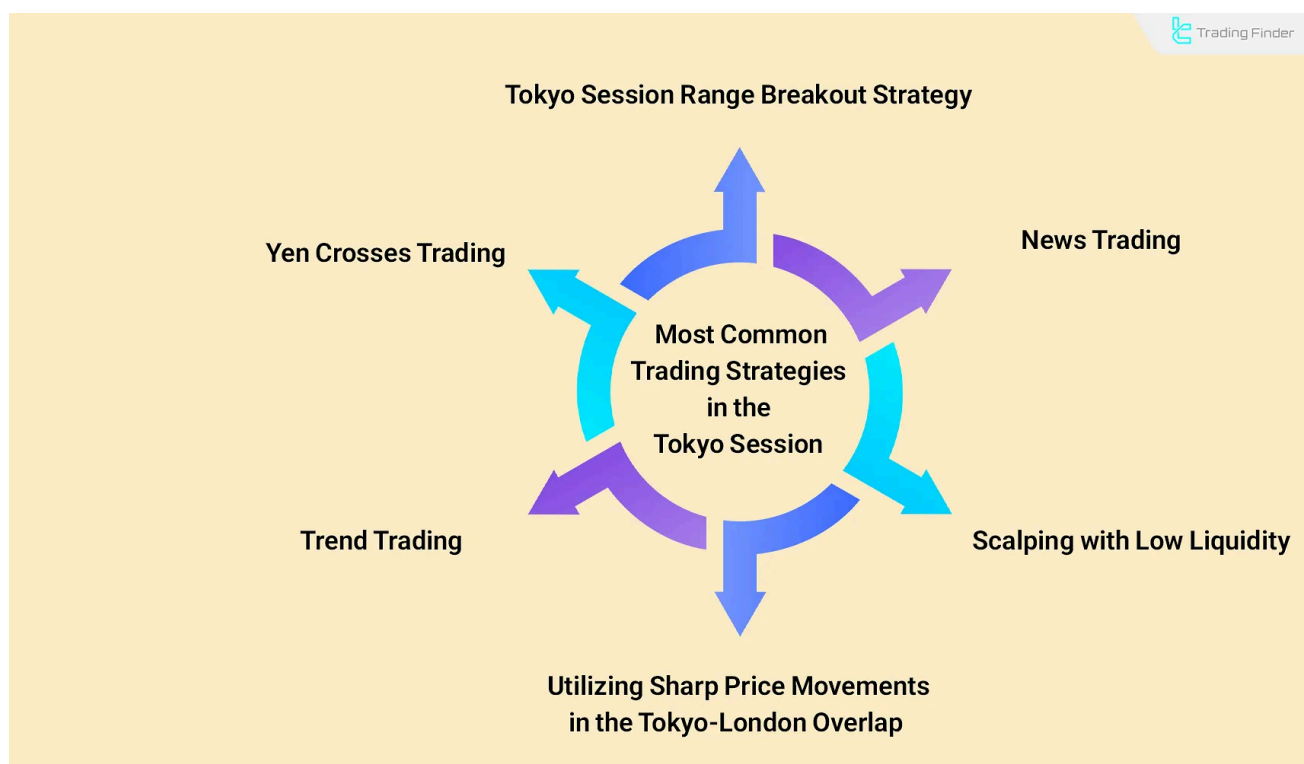 Trading Finder
Tokyo Session Range Breakout Strategy
Yen Crosses Trading
News Trading
Most Common
Trading Strategies
in the
Tokyo Session
Trend Trading
Scalping with Low Liquidity
Utilizing Sharp Price Movements
in the Tokyo-London Overlap